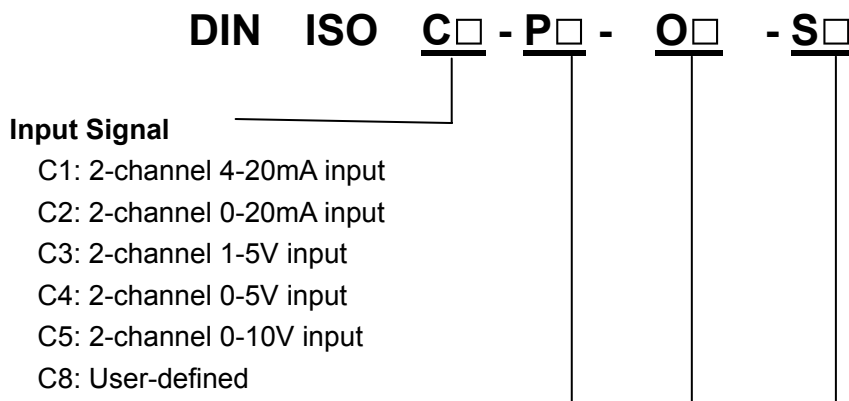 DIN ISO C□ - P□ - O□ - S□
Input Signal
C1: 2-channel 4-20mA input
C2: 2-channel 0-20mA input
C3: 2-channel 1-5V input
C4: 2-channel 0-5V input
C5: 2-channel 0-10V input
C8: User-defined